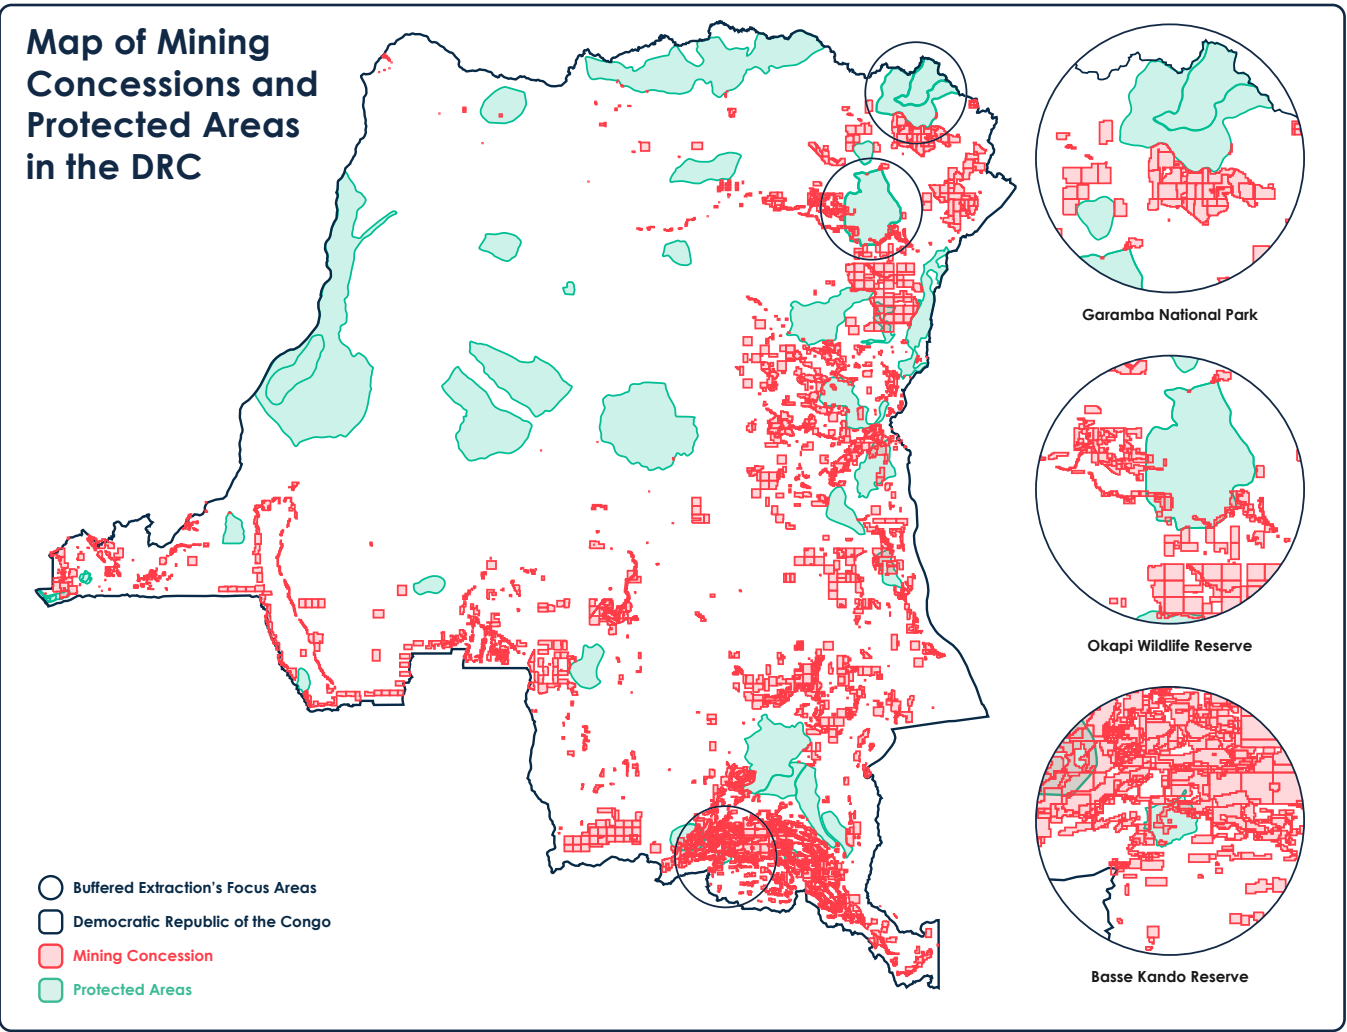 Map of Mining
Concessions and
Protected Areas
in the DRC
Garamba National Park
Okapi Wildlife Reserve
Basse Kando Reserve
Buffered Extraction's Focus Areas
Democratic Republic of the Congo
Mining Concession
Protected Areas